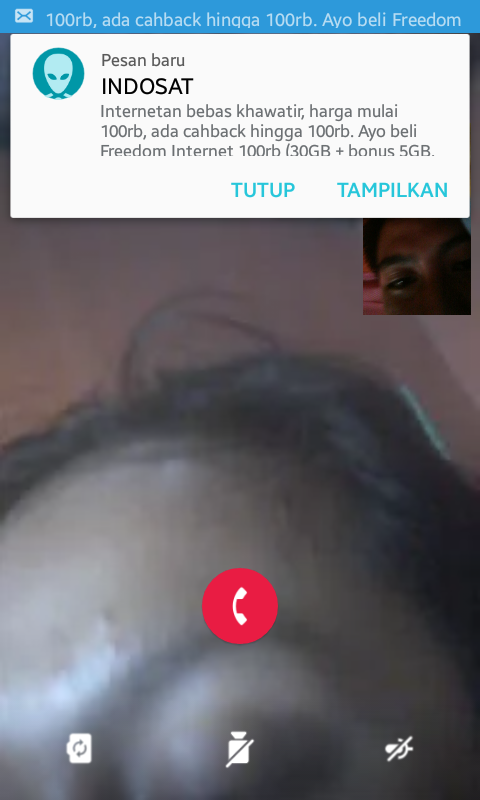 100rb, ada cahback hingga 100rb. Ayo beli Freedom
Pesan baru
INDOSAT
Internetan bebas khawatir, harga mulai
100rb, ada cahback hingga 100rb. Ayo beli
Freedom Internet 100rb (30GB + bonus 5GB.
TUTUP TAMPILKAN